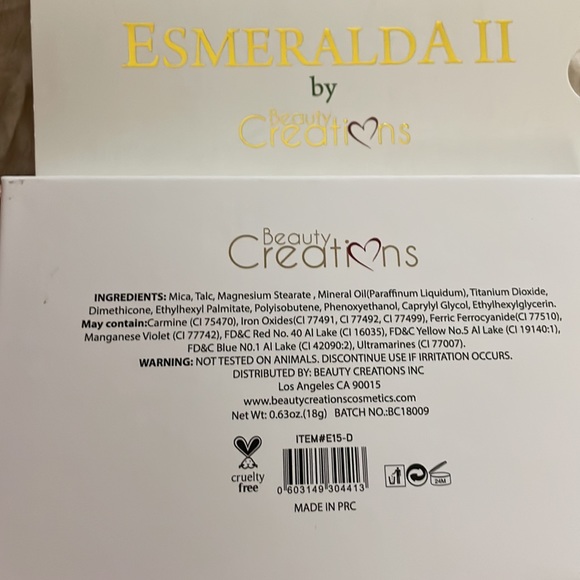 ESMERALDA II
by
Beauty
Creations
Beauty
Creations
INGREDIENTS: Mica, Talc, Magnesium Stearate , Mineral Oil(Paraffinum Liquidum), Titanium Dioxide,
Dimethicone, Ethylhexyl Palmitate, Polyisobutene, Phenoxyethanol, Caprylyl Glycol, Ethylhexylglycerin.
May contain:Carmine (CI 75470), Iron Oxides(CI 77491, CI 77492, CI 77499), Ferric Ferrocyanide(CI77510),
Manganese Violet (CI 77742), FD&C Red No. 40 Al Lake (CI 16035), FD&C Yellow No.5 Al Lake (CI 19140:1),
FD&C Blue N0.1 Al Lake (CI 42090:2), Ultramarines (CI 77007).
WARNING: NOT TESTED ON ANIMALS. DISCONTINUE USE IF IRRITATION OCCURS.
DISTRIBUTED BY: BEAUTY CREATIONS INC
Los Angeles CA 90015
www.beautycreationscosmetics.com
Net Wt: 0.63oz.(18g) BATCH NO.:BC18009
ITEM#E15-D
cruelty
free
0 603149 304413
24M
MADE IN PRC